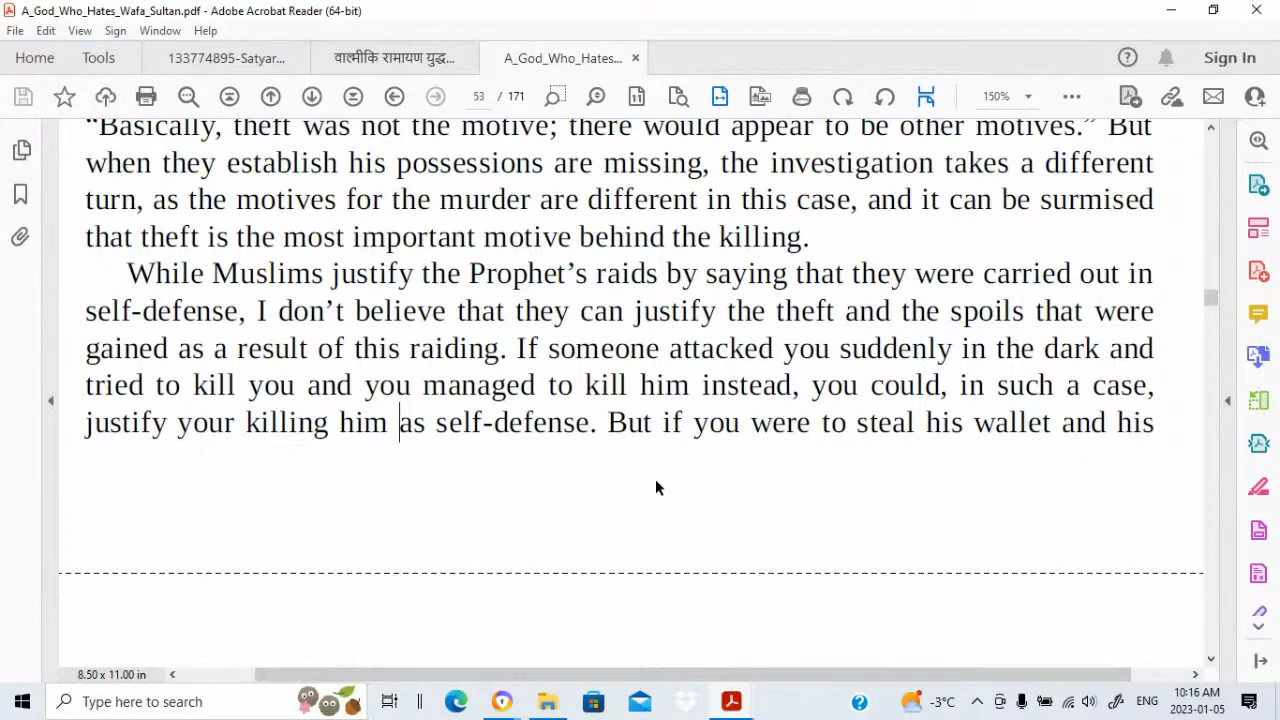 A_God_Who_Hates_Wafa_Sultan.pdf - Adobe Acrobat Reader (64-bit)
File Edit View Sign Window Help
Home Tools 133774895-Satyar... वाल्मीकि रामायण युद्ध... A_God_Who_Hates... Sign In
53 / 171 150%
“Basically, theft was not the motive; there would appear to be other motives.” But
when they establish his possessions are missing, the investigation takes a different
turn, as the motives for the murder are different in this case, and it can be surmised
that theft is the most important motive behind the killing.
While Muslims justify the Prophet’s raids by saying that they were carried out in
self-defense, I don’t believe that they can justify the theft and the spoils that were
gained as a result of this raiding. If someone attacked you suddenly in the dark and
tried to kill you and you managed to kill him instead, you could, in such a case,
justify your killing him as self-defense. But if you were to steal his wallet and his
8.50 x 11.00 in
Type here to search -3°C ENG 10:16 AM
2023-01-05